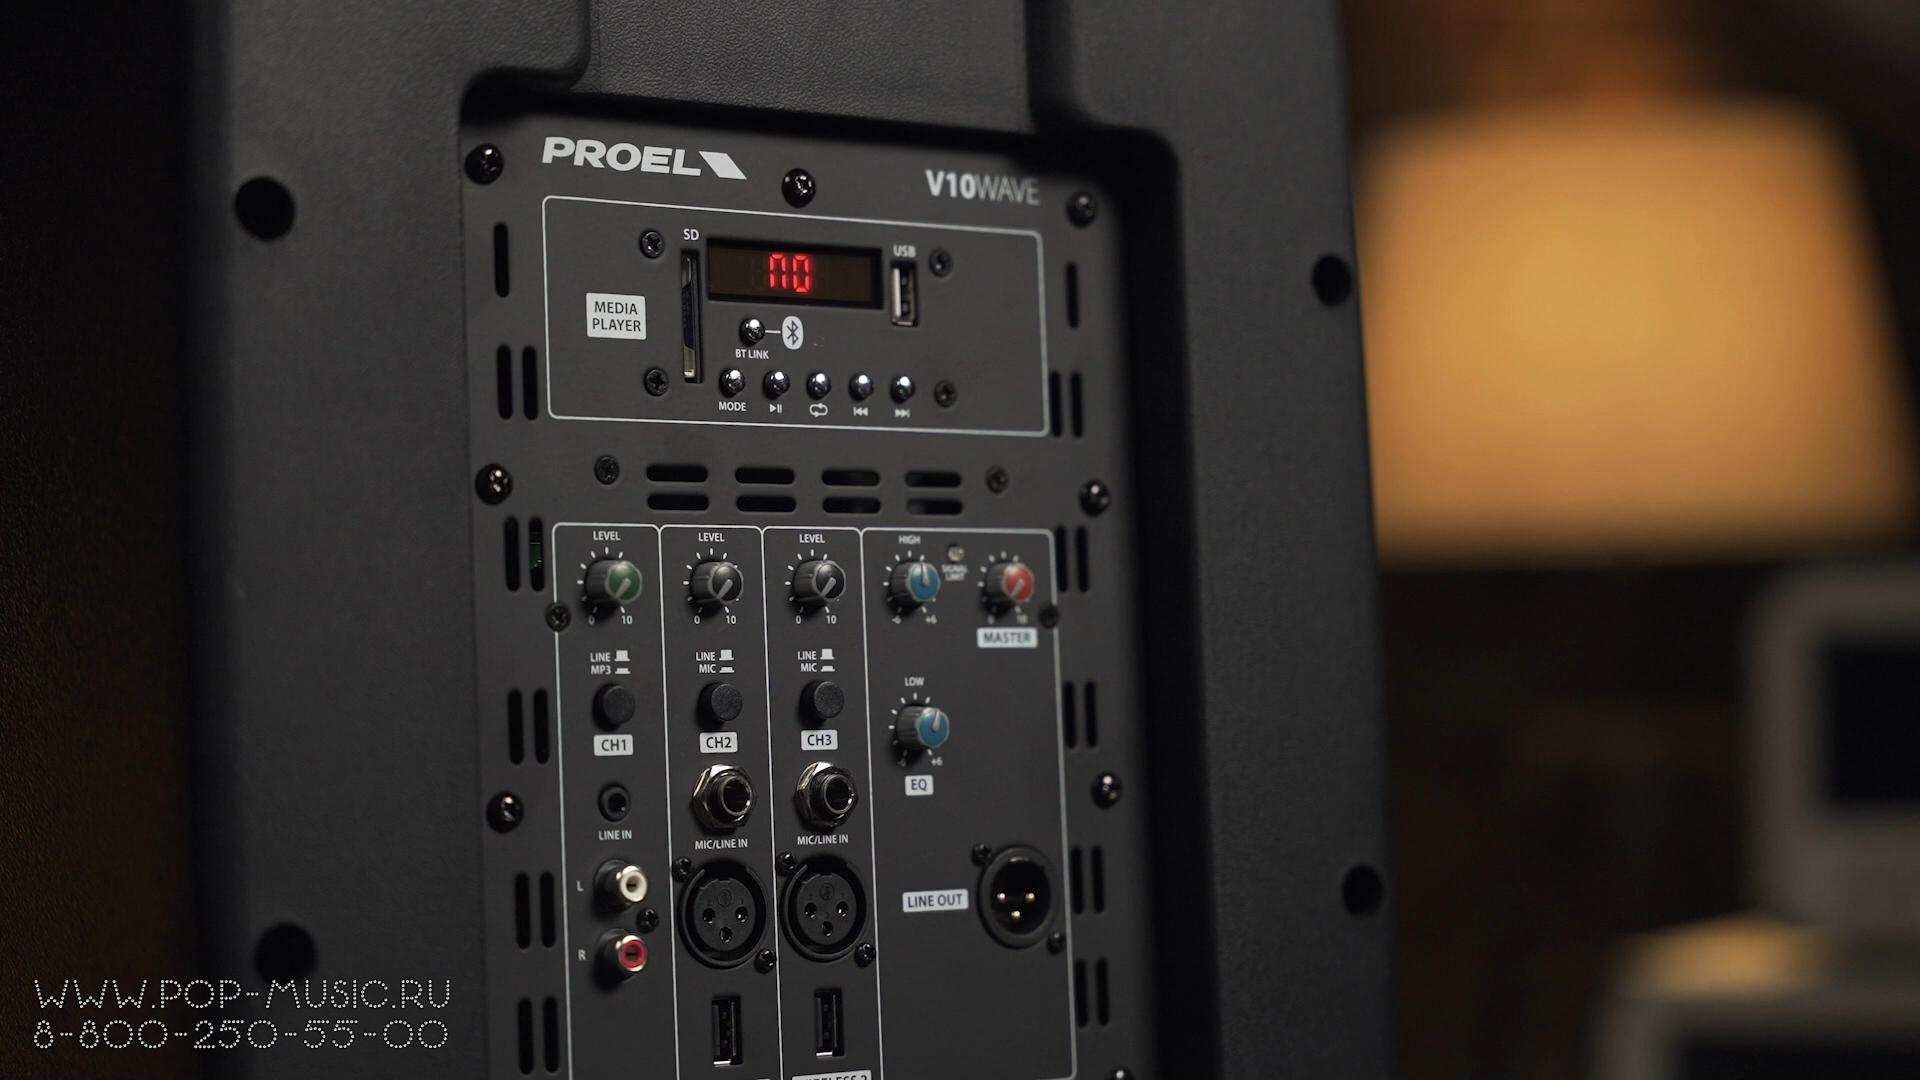 PROEL
V10WAVE
SD
USB
NO
MEDIA
PLAYER
BT LINK
MODE
LEVEL LEVEL LEVEL HIGH
SIGNAL
LIMIT
0 10 0 10 0 10 -6 +6 0 10
MASTER
LINE LINE LINE
MP3 MIC MIC
LOW
CH1 CH2 CH3
+6
EQ
LINE IN MIC/LINE IN MIC/LINE IN
L
LINE OUT
R
WWW.POP-MUSIC.RU
8-800-250-55-00